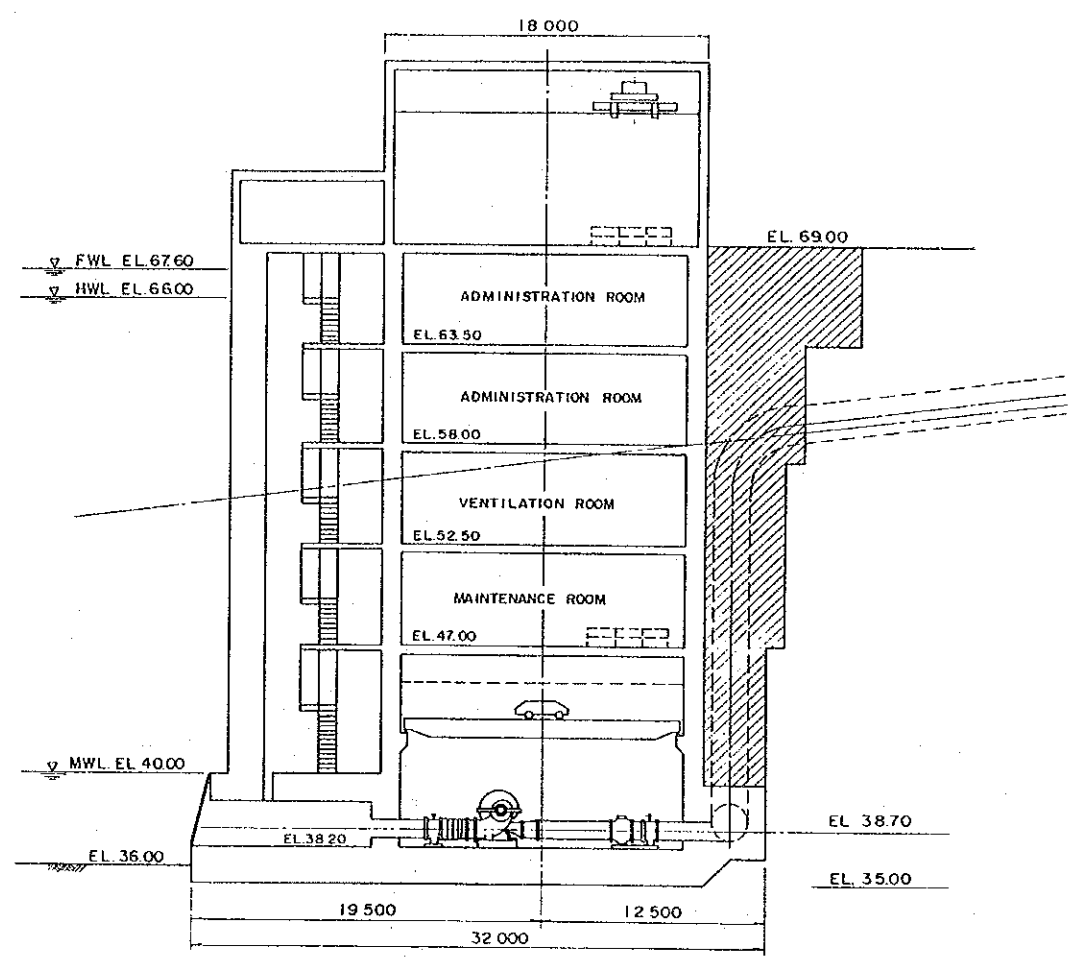 18 000
EL. 69.00
FWL EL.67.60
HWL EL.66.00
ADMINISTRATION ROOM
EL.63.50
ADMINISTRATION ROOM
EL.58.00
VENTILATION ROOM
EL.52.50
MAINTENANCE ROOM
EL.47.00
MWL. EL 40.00
EL 38.70
EL.38.20
EL. 36.00
EL. 35.00
19 500
12 500
32 000